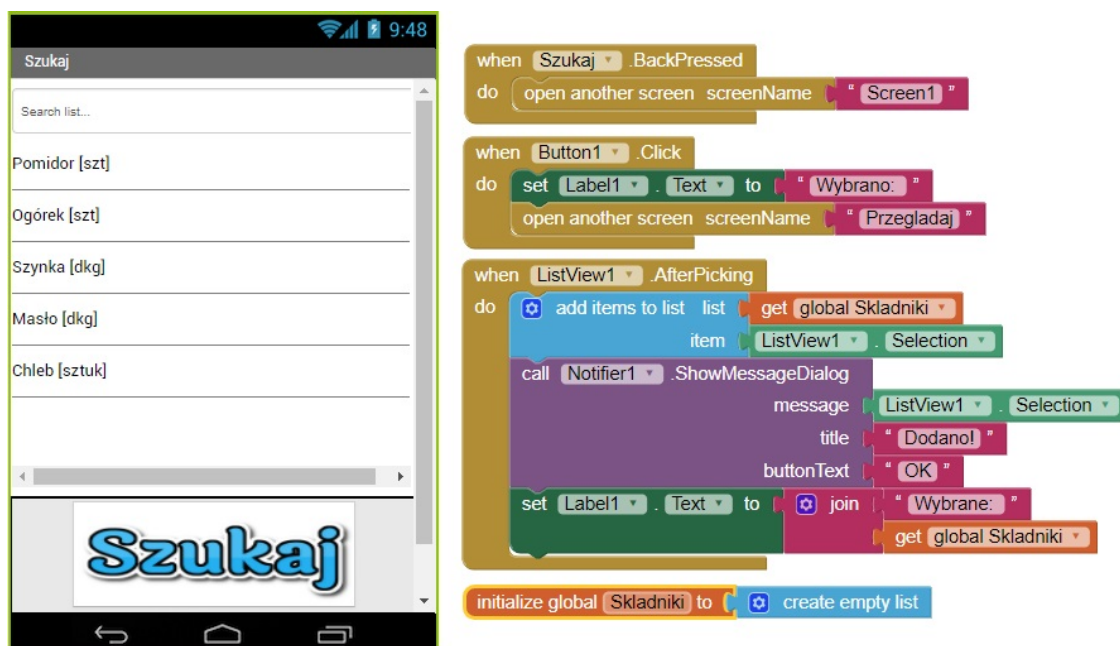 9:48
Szukaj
Search list...
Pomidor [szt]
Ogórek [szt]
Szynka [dkg]
Masło [dkg]
Chleb [sztuk]
Szukaj
when Szukaj .BackPressed
do open another screen screenName " Screen1 "
when Button1 .Click
do set Label1 . Text to " Wybrano: "
open another screen screenName " Przegladaj "
when ListView1 .AfterPicking
do add items to list list get global Skladniki
item ListView1 . Selection
call Notifier1 .ShowMessageDialog
message ListView1 . Selection
title " Dodano! "
buttonText " OK "
set Label1 . Text to join " Wybrane: "
get global Skladniki
initialize global Skladniki to create empty list